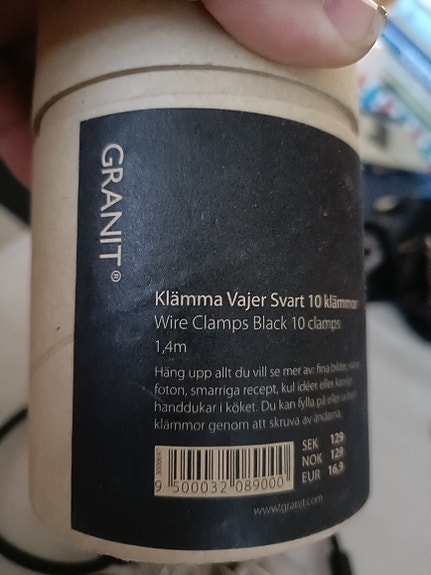 GRANIT®
Klämma Vajer Svart 10 klämmor
Wire Clamps Black 10 clamps
1,4m
Häng upp allt du vill se mer av: fina bilder,
foton, smarriga recept, kul idéer eller
handdukar i köket. Du kan fylla på eller
klämmor genom att skruva av ändarna.
SEK 129
NOK 129
EUR 16,9
9 500032 089000
www.granit.com